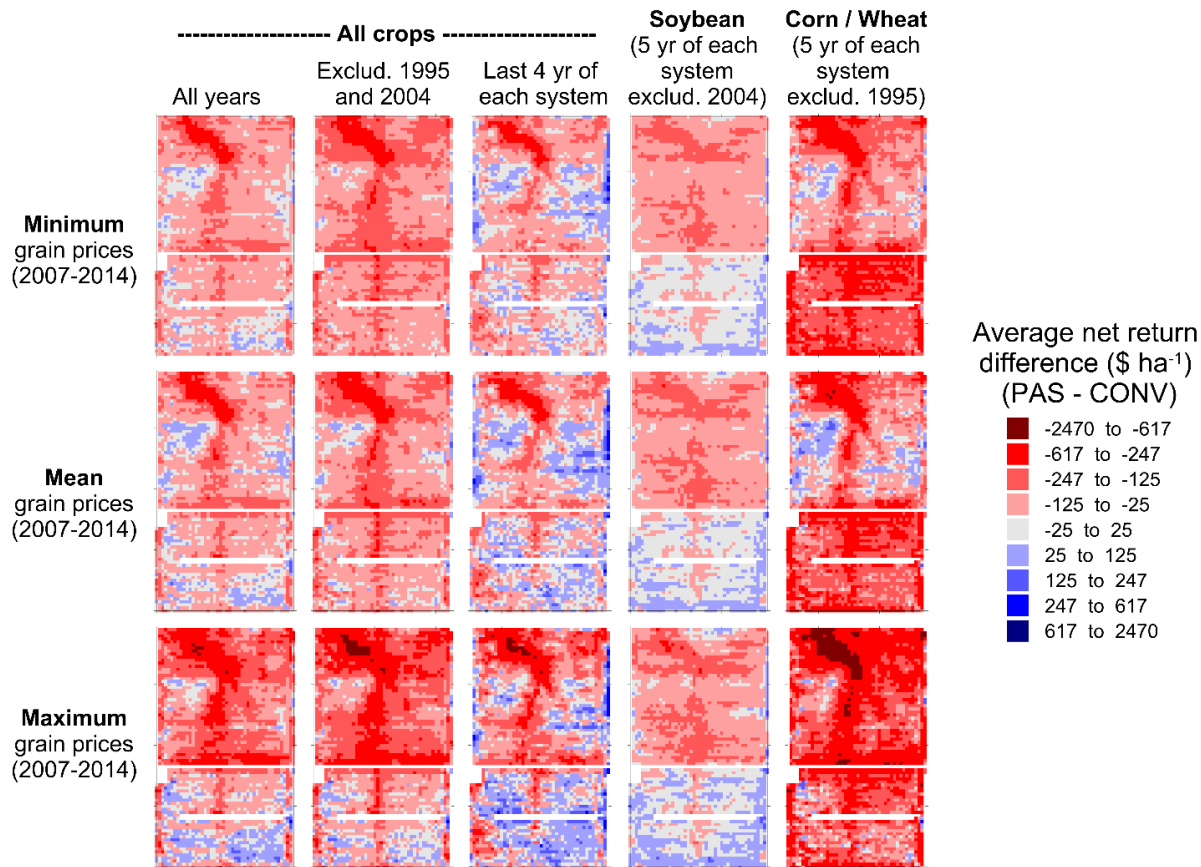 -------------------- All crops --------------------
All years
Exclud. 1995
and 2004
Last 4 yr of
each system
Soybean
(5 yr of each
system
exclud. 2004)
Corn / Wheat
(5 yr of each
system
exclud. 1995)
Minimum
grain prices
(2007-2014)
Mean
grain prices
(2007-2014)
Maximum
grain prices
(2007-2014)
Average net return
difference ($ ha⁻¹)
(PAS - CONV)
-2470 to -617
-617 to -247
-247 to -125
-125 to -25
-25 to 25
25 to 125
125 to 247
247 to 617
617 to 2470